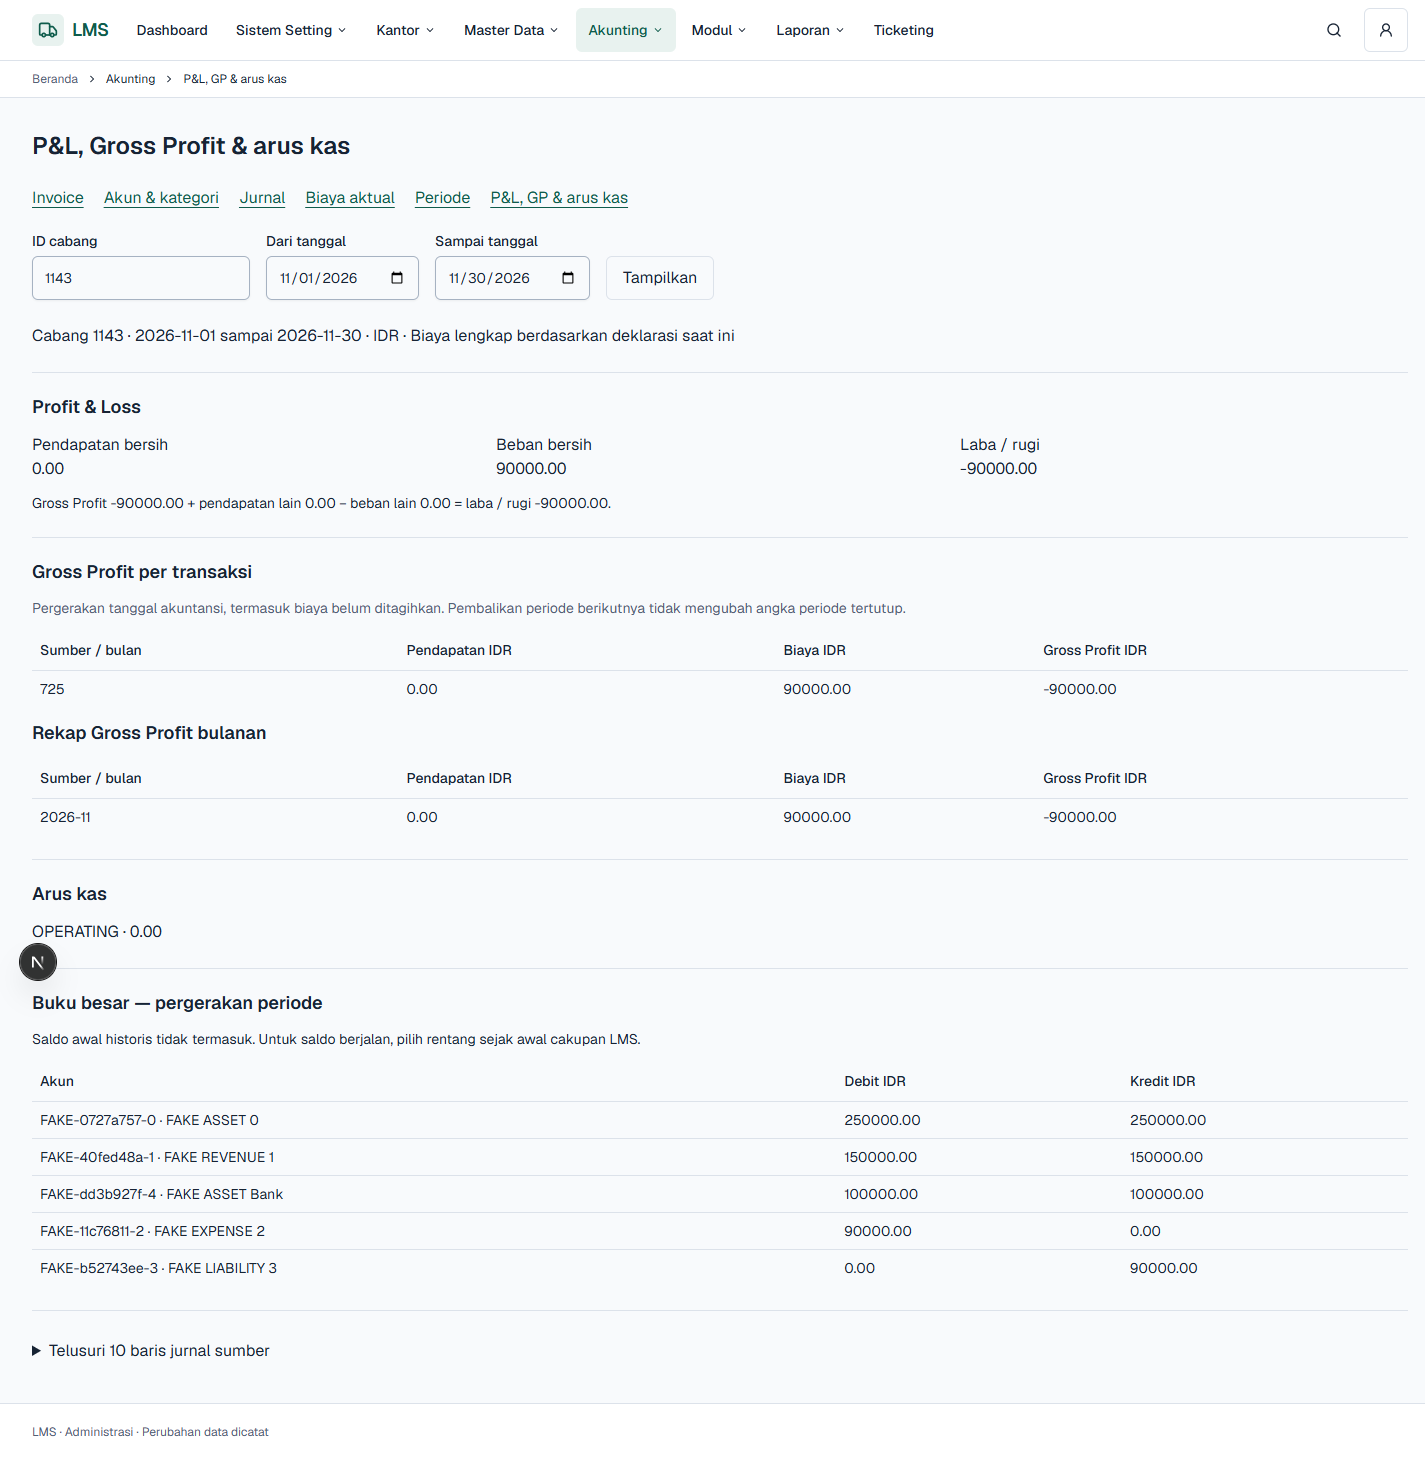 LMS Dashboard Sistem Setting Kantor Master Data Akunting Modul Laporan Ticketing
Beranda > Akunting > P&L, GP & arus kas
P&L, Gross Profit & arus kas
Invoice Akun & kategori Jurnal Biaya aktual Periode P&L, GP & arus kas
ID cabang Dari tanggal Sampai tanggal
1143 11/01/2026 11/30/2026 Tampilkan
Cabang 1143 · 2026-11-01 sampai 2026-11-30 · IDR · Biaya lengkap berdasarkan deklarasi saat ini
Profit & Loss
Pendapatan bersih Beban bersih Laba / rugi
0.00 90000.00 -90000.00
Gross Profit -90000.00 + pendapatan lain 0.00 − beban lain 0.00 = laba / rugi -90000.00.
Gross Profit per transaksi
Pergerakan tanggal akuntansi, termasuk biaya belum ditagihkan. Pembalikan periode berikutnya tidak mengubah angka periode tertutup.
Sumber / bulan Pendapatan IDR Biaya IDR Gross Profit IDR
725 0.00 90000.00 -90000.00
Rekap Gross Profit bulanan
Sumber / bulan Pendapatan IDR Biaya IDR Gross Profit IDR
2026-11 0.00 90000.00 -90000.00
Arus kas
OPERATING · 0.00
N
Buku besar — pergerakan periode
Saldo awal historis tidak termasuk. Untuk saldo berjalan, pilih rentang sejak awal cakupan LMS.
Akun Debit IDR Kredit IDR
FAKE-0727a757-0 · FAKE ASSET 0 250000.00 250000.00
FAKE-40fed48a-1 · FAKE REVENUE 1 150000.00 150000.00
FAKE-dd3b927f-4 · FAKE ASSET Bank 100000.00 100000.00
FAKE-11c76811-2 · FAKE EXPENSE 2 90000.00 0.00
FAKE-b52743ee-3 · FAKE LIABILITY 3 0.00 90000.00
Telusuri 10 baris jurnal sumber
LMS · Administrasi · Perubahan data dicatat